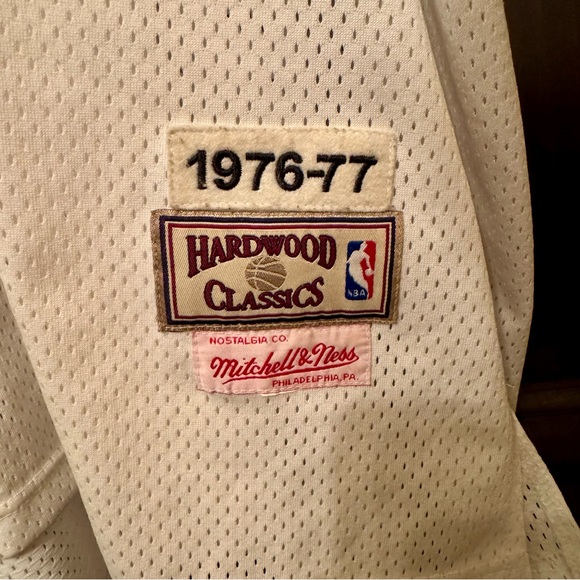 1976-77
HARDWOOD
CLASSICS
NBA
NOSTALGIA CO.
Mitchell & Ness
PHILADELPHIA, PA.